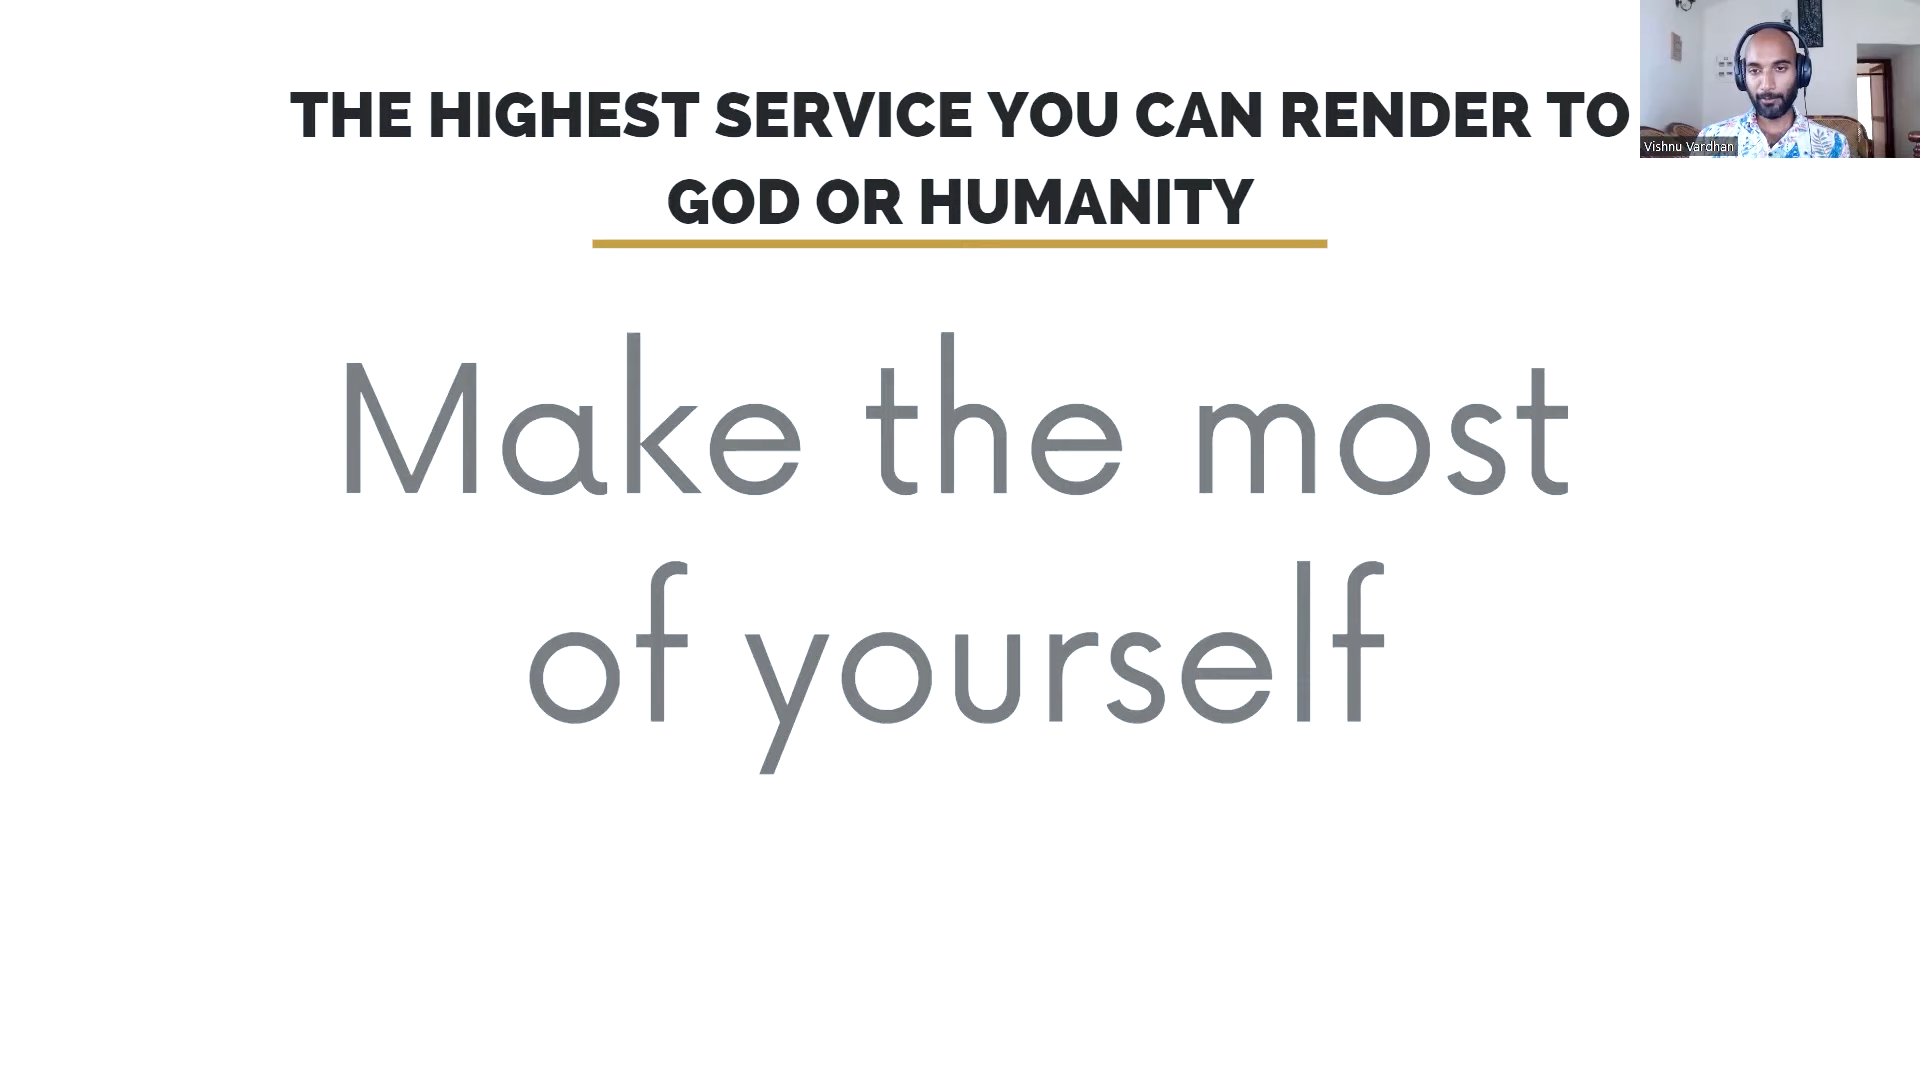 THE HIGHEST SERVICE YOU CAN RENDER TO
GOD OR HUMANITY
Make the most
of yourself
Vishnu Vardhan